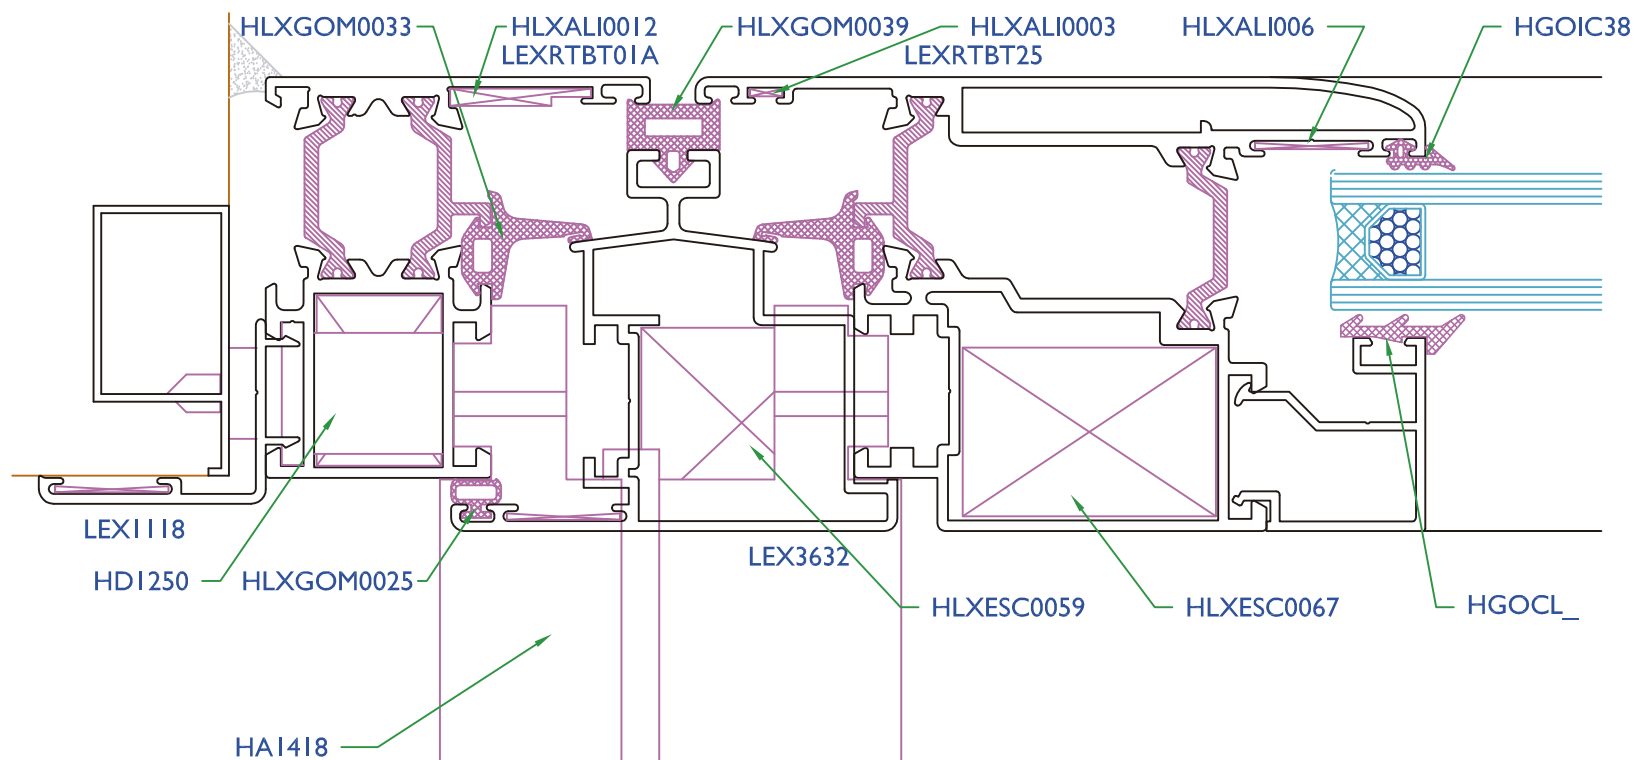 HLXGOM0033
HLXALI0012
LEXRTBT01A
HLXGOM0039
HLXALI0003
LEXRTBT25
HLXALI006
HGOIC38
LEX1118
HD1250
HLXGOM0025
LEX3632
HLXESC0059
HLXESC0067
HGOCL_
HA1418